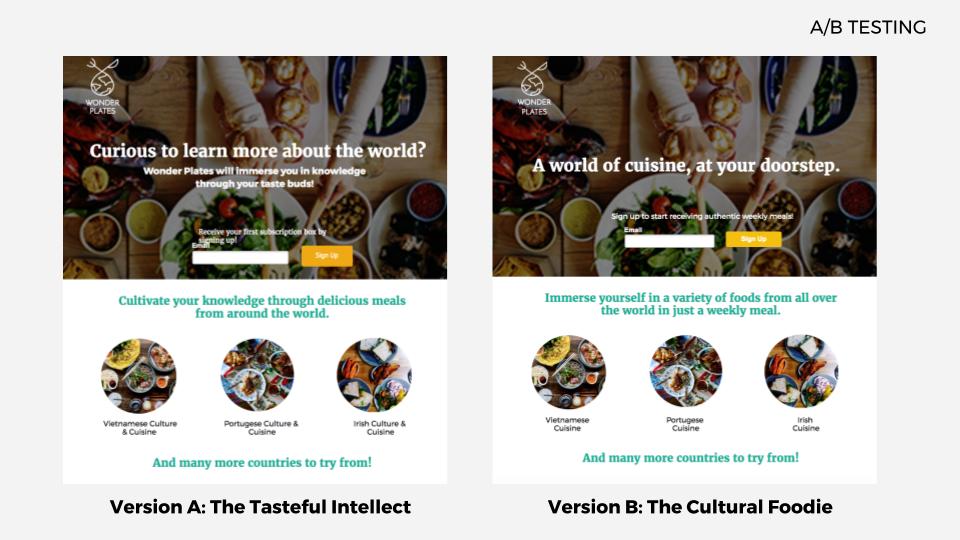 A/B TESTING
WONDER
PLATES
Curious to learn more about the world?
Wonder Plates will immerse you in knowledge
through your taste buds!
Receive your first subscription box by
signing up!
Email
Sign Up
Cultivate your knowledge through delicious meals
from around the world.
Vietnamese Culture
& Cuisine
Portugese Culture &
Cuisine
Irish Culture &
Cuisine
And many more countries to try from!
Version A: The Tasteful Intellect
WONDER
PLATES
A world of cuisine, at your doorstep.
Sign up to start receiving authentic weekly meals!
Email
Sign Up
Immerse yourself in a variety of foods from all over
the world in just a weekly meal.
Vietnamese
Cuisine
Portugese
Cuisine
Irish
Cuisine
And many more countries to try from!
Version B: The Cultural Foodie